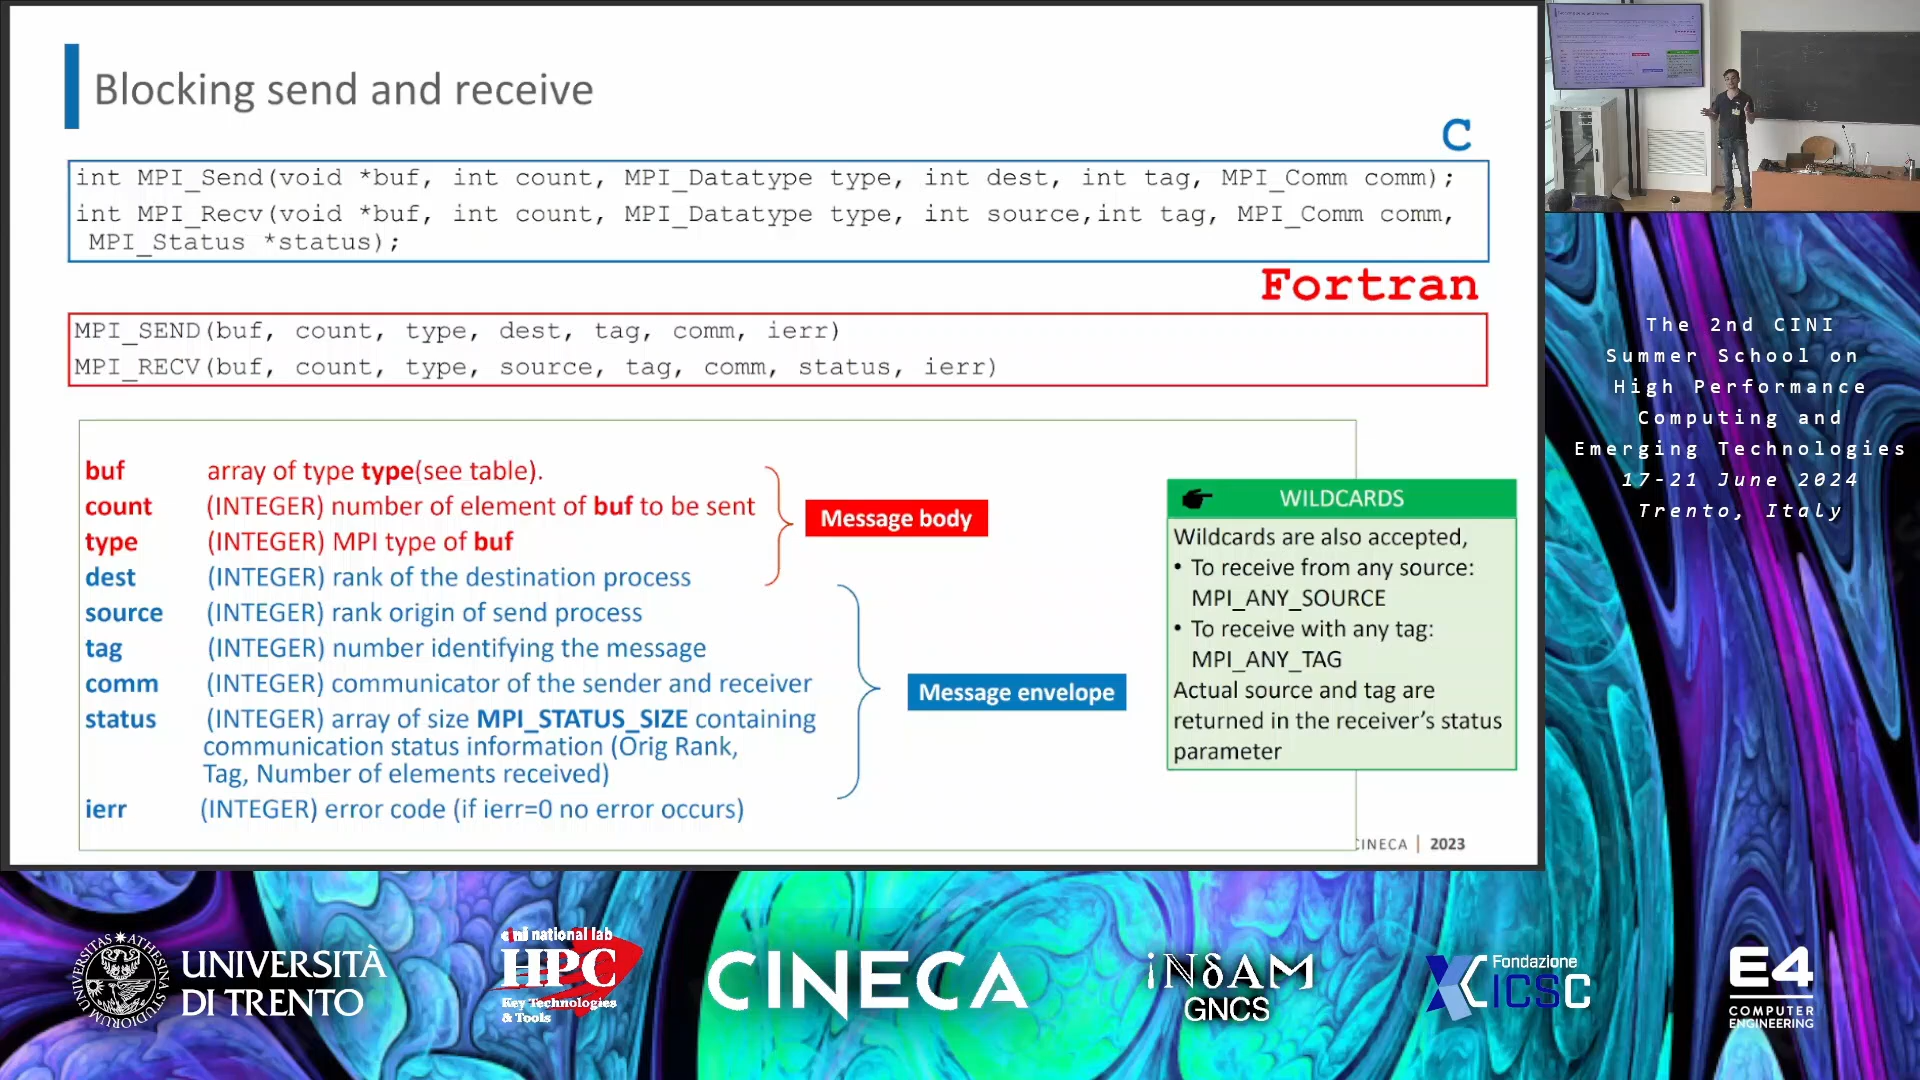 Blocking send and receive
C
int MPI_Send(void *buf, int count, MPI_Datatype type, int dest, int tag, MPI_Comm comm);
int MPI_Recv(void *buf, int count, MPI_Datatype type, int source,int tag, MPI_Comm comm,
MPI_Status *status);
Fortran
MPI_SEND(buf, count, type, dest, tag, comm, ierr)
MPI_RECV(buf, count, type, source, tag, comm, status, ierr)
buf array of type type(see table).
count (INTEGER) number of element of buf to be sent
type (INTEGER) MPI type of buf
dest (INTEGER) rank of the destination process
source (INTEGER) rank origin of send process
tag (INTEGER) number identifying the message
comm (INTEGER) communicator of the sender and receiver
status (INTEGER) array of size MPI_STATUS_SIZE containing
communication status information (Orig Rank,
Tag, Number of elements received)
ierr (INTEGER) error code (if ierr=0 no error occurs)
Message body
Message envelope
WILDCARDS
Wildcards are also accepted,
• To receive from any source:
MPI_ANY_SOURCE
• To receive with any tag:
MPI_ANY_TAG
Actual source and tag are
returned in the receiver's status
parameter
CINECA | 2023
The 2nd CINI
Summer School on
High Performance
Computing and
Emerging Technologies
17-21 June 2024
Trento, Italy
UNIVERSITÀ
DI TRENTO
cini national lab
HPC
Key Technologies
& Tools
CINECA
iNδAM
GNCS
Fondazione
ICSC
E4
COMPUTER
ENGINEERING